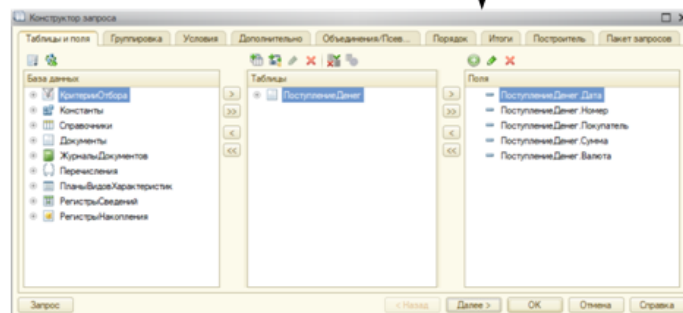 Конструктор запроса
Таблицы и поля Группировка Условия Дополнительно Объединения/Псев... Порядок Итоги Построитель Пакет запросов
База данных
КритерииОтбора
Константы
Справочники
Документы
ЖурналыДокументов
Перечисления
ПланыВидовХарактеристик
РегистрыСведений
РегистрыНакопления
Таблицы
ПоступлениеДенег
Поля
ПоступлениеДенег.Дата
ПоступлениеДенег.Номер
ПоступлениеДенег.Покупатель
ПоступлениеДенег.Сумма
ПоступлениеДенег.Валюта
Запрос < Назад Далее > OK Отмена Справка